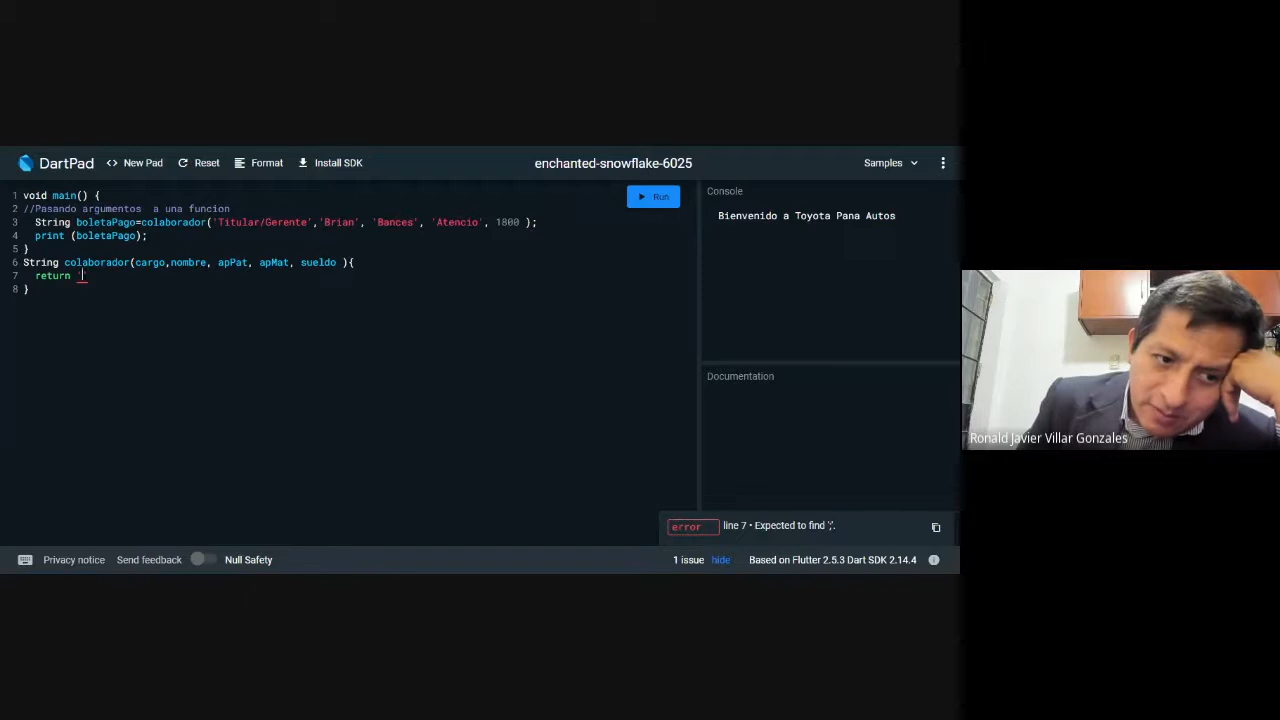 DartPad
<> New Pad
Reset
Format
Install SDK
enchanted-snowflake-6025
Samples
1 void main() {
2 //Pasando argumentos  a una funcion
3 String boletaPago=colaborador('Titular/Gerente','Brian', 'Bances', 'Atencio', 1800 );
4 print (boletaPago);
5 }
6 String colaborador(cargo,nombre, apPat, apMat, sueldo ){
7 return ''
8 }
Run
Console
Bienvenido a Toyota Pana Autos
Documentation
Ronald Javier Villar Gonzales
error line 7 • Expected to find ';'.
Privacy notice
Send feedback
Null Safety
1 issue
hide
Based on Flutter 2.5.3 Dart SDK 2.14.4